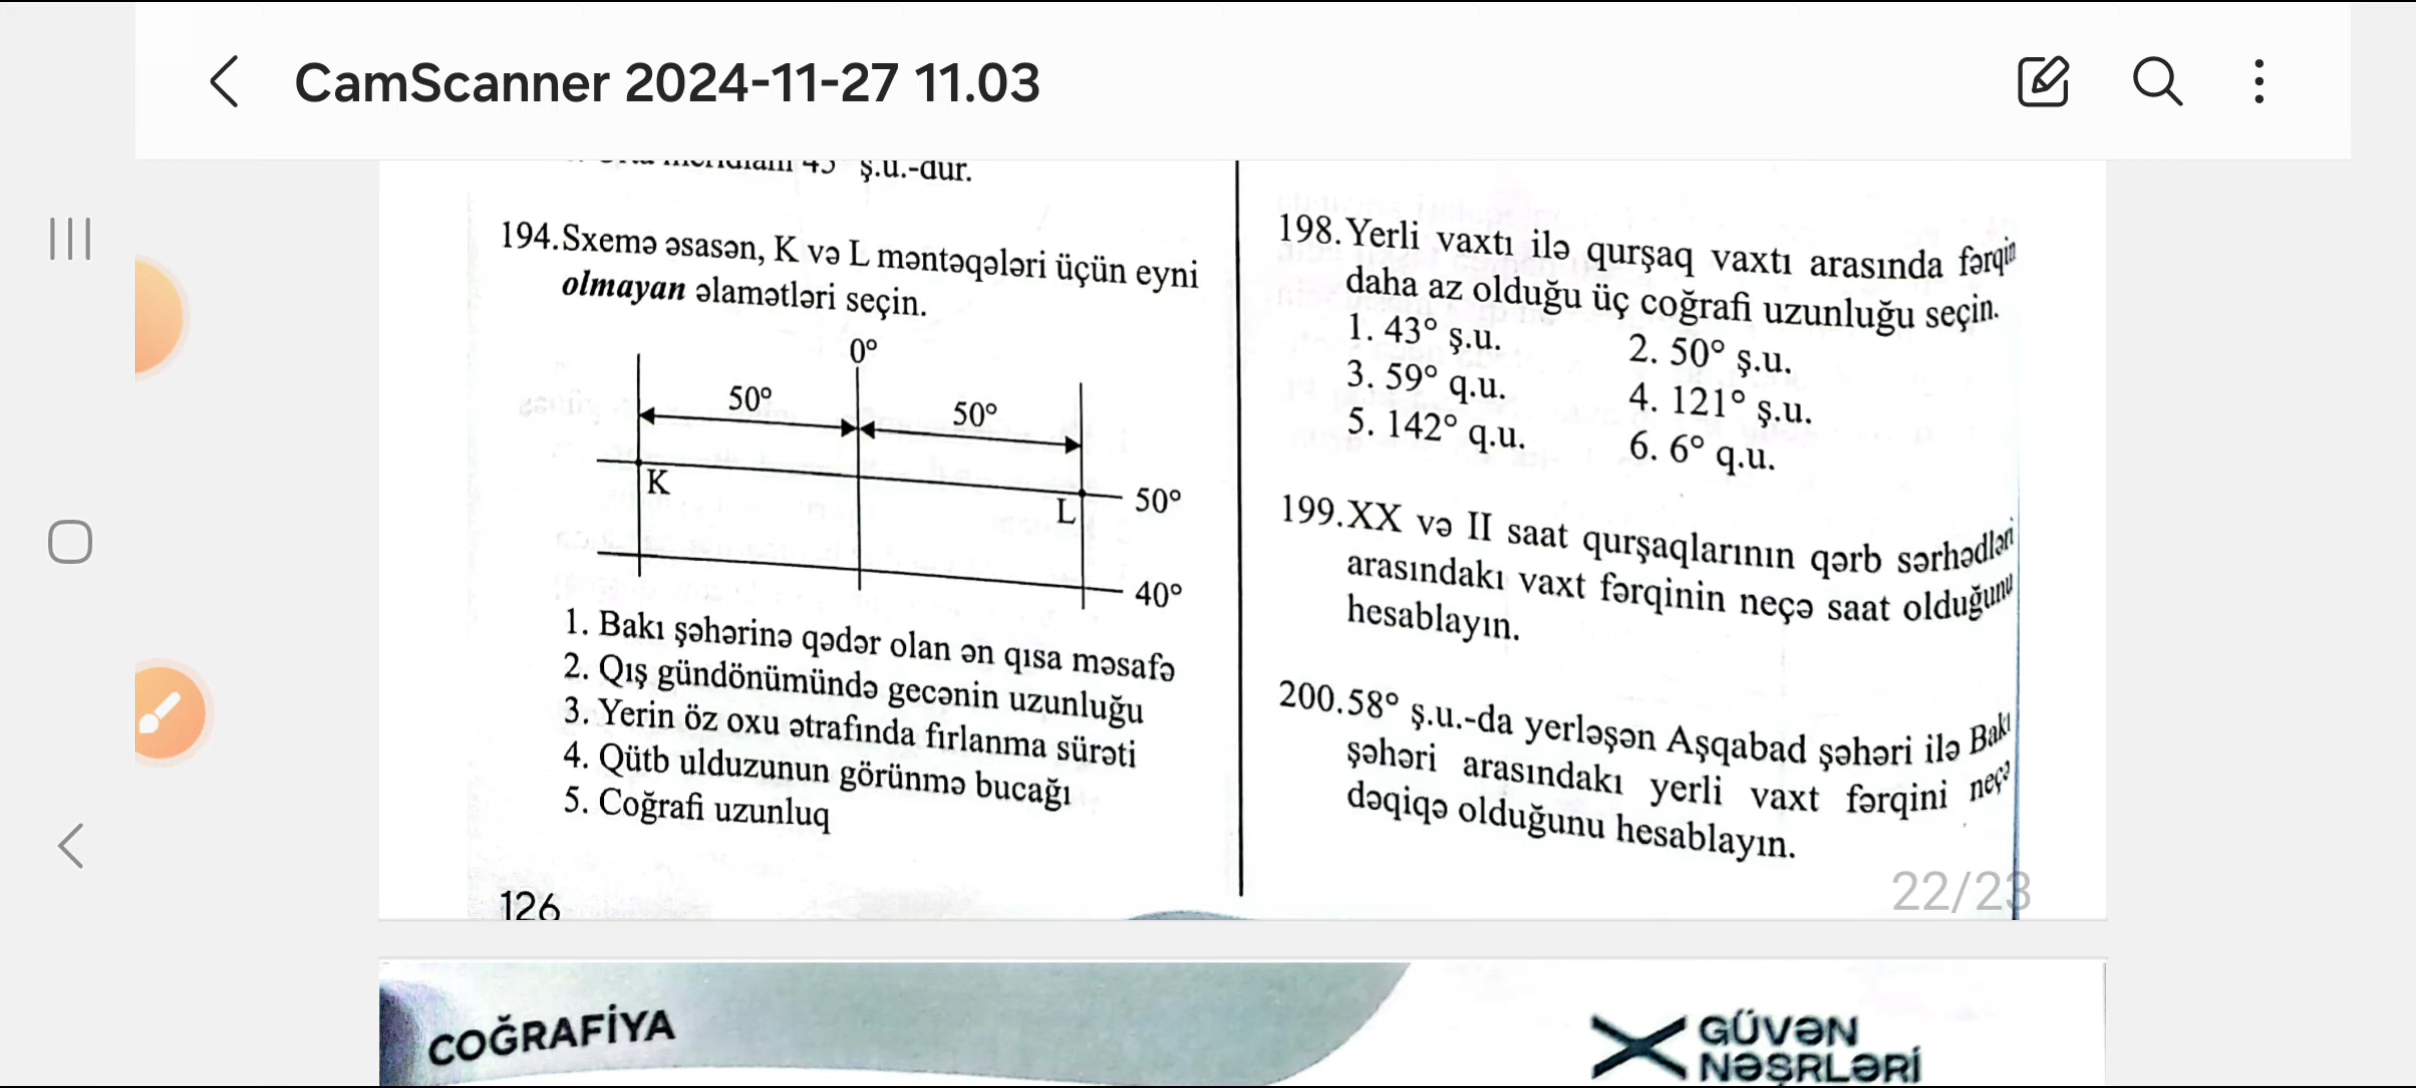 CamScanner 2024-11-27 11.03
ş.u.-dur.
194.Sxemə əsasən, K və L məntəqələri üçün eyni
olmayan əlamətləri seçin.
0°
50°
50°
K
L
50°
40°
1. Bakı şəhərinə qədər olan ən qısa məsafə
2. Qış gündönümündə gecənin uzunluğu
3. Yerin öz oxu ətrafında fırlanma sürəti
4. Qütb ulduzunun görünmə bucağı
5. Coğrafi uzunluq
126
198.Yerli vaxtı ilə qurşaq vaxtı arasında fərqin
daha az olduğu üç coğrafi uzunluğu seçin.
1. 43° ş.u.
2. 50° ş.u.
3. 59° q.u.
4. 121° ş.u.
5. 142° q.u.
6. 6° q.u.
199.XX və II saat qurşaqlarının qərb sərhədləri
arasındakı vaxt fərqinin neçə saat olduğunu
hesablayın.
200.58° ş.u.-da yerləşən Aşqabad şəhəri ilə Bakı
şəhəri arasındakı yerli vaxt fərqini neçə
dəqiqə olduğunu hesablayın.
22/23
COĞRAFİYA
GÜVƏN
NƏŞRLƏRİ